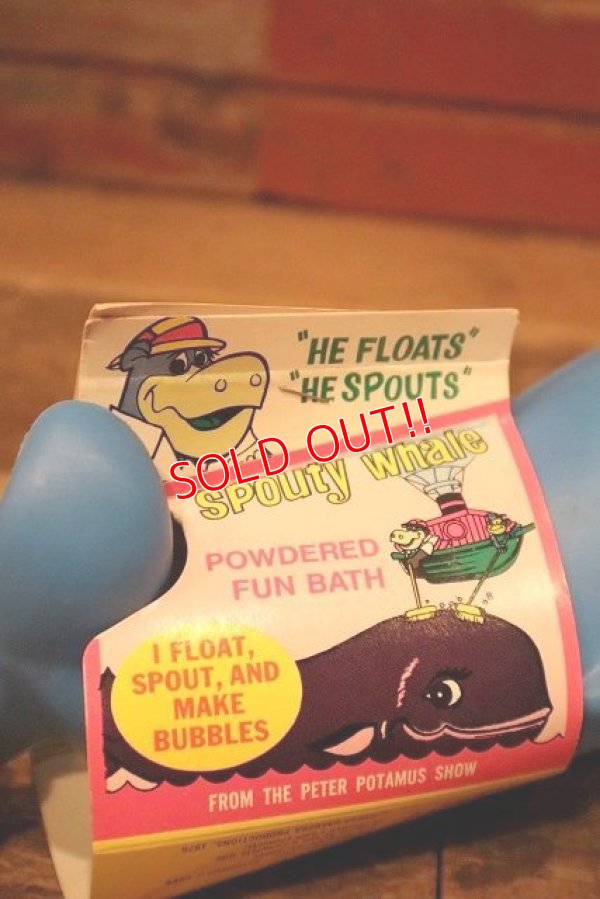 "HE FLOATS"
"HE SPOUTS"
SOLD OUT!!
SPouty Whale
POWDERED
FUN BATH
I FLOAT,
SPOUT, AND
MAKE
BUBBLES
FROM THE PETER POTAMUS SHOW